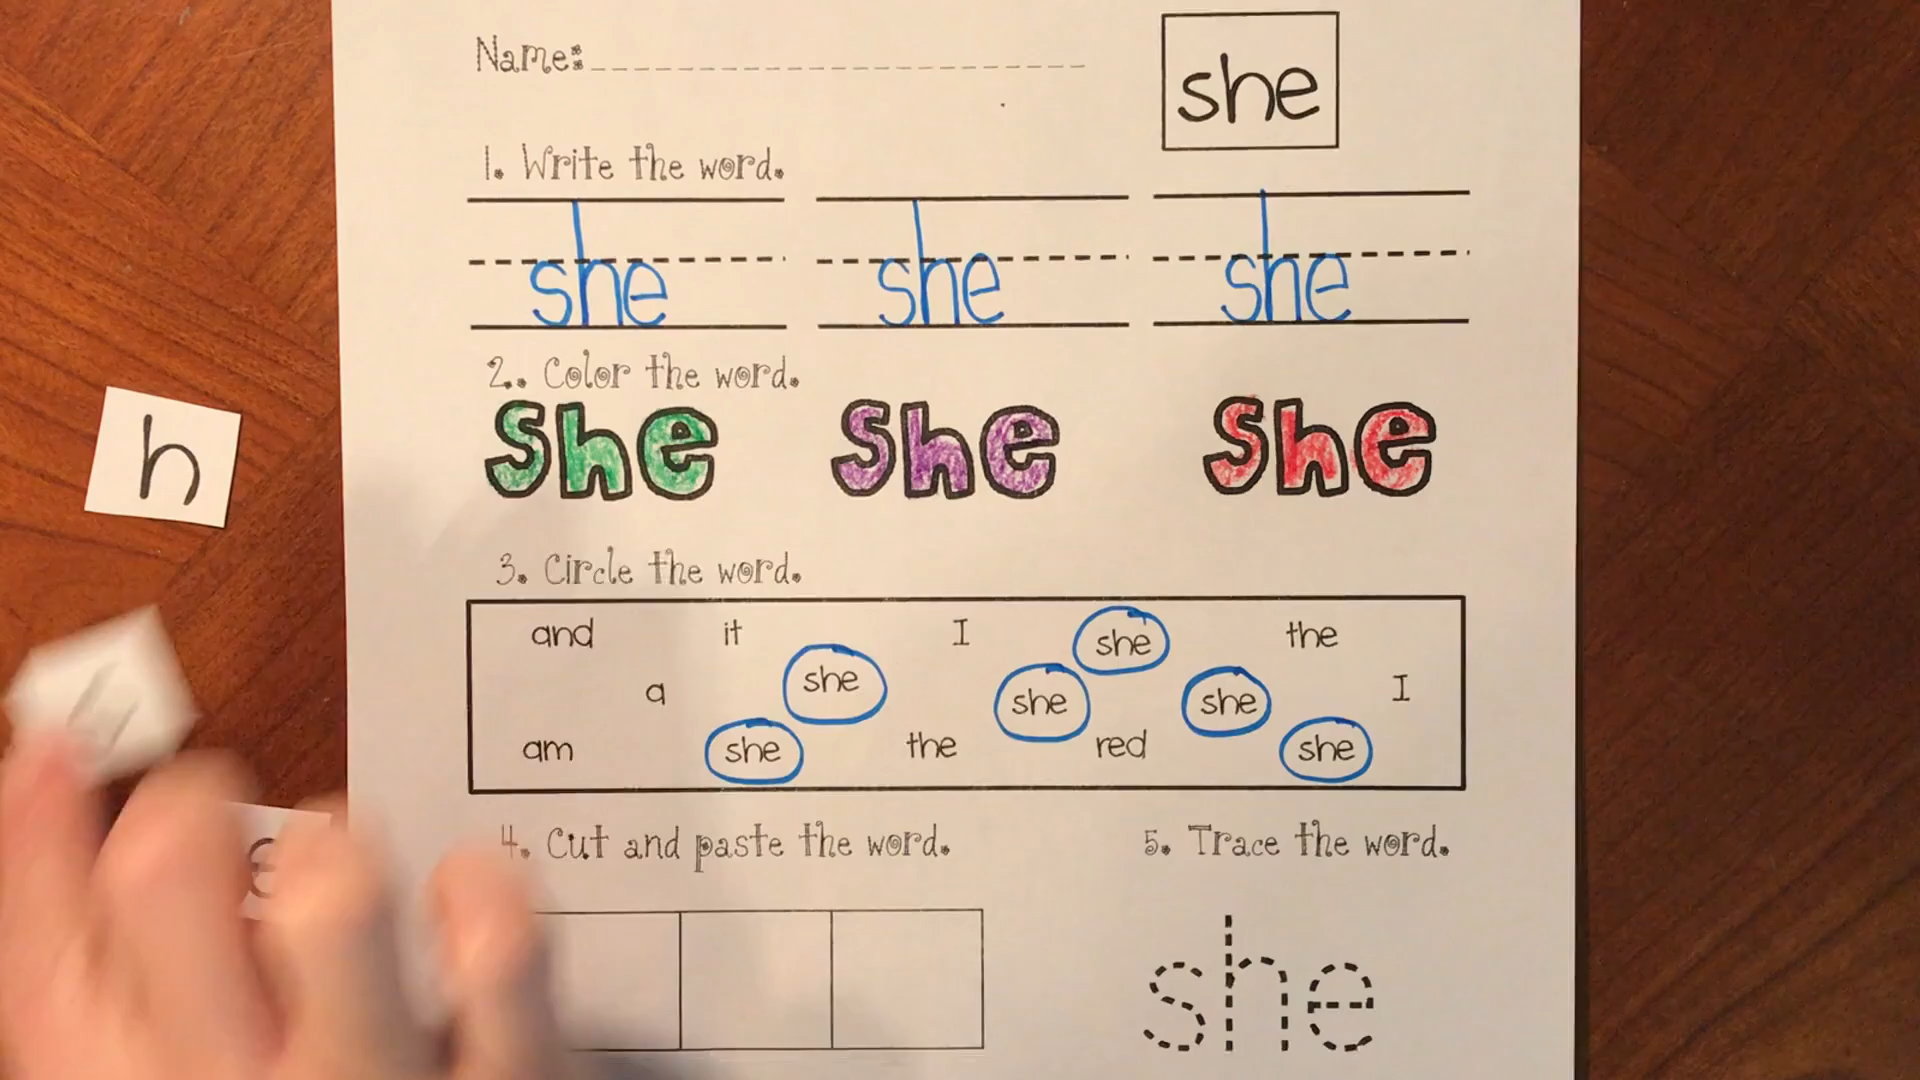 Name:
she
1. Write the word.
she she she
2. Color the word.
she she she
h
3. Circle the word.
and it I she the
a she she she I
am she the red she
e
4. Cut and paste the word. 5. Trace the word.
she